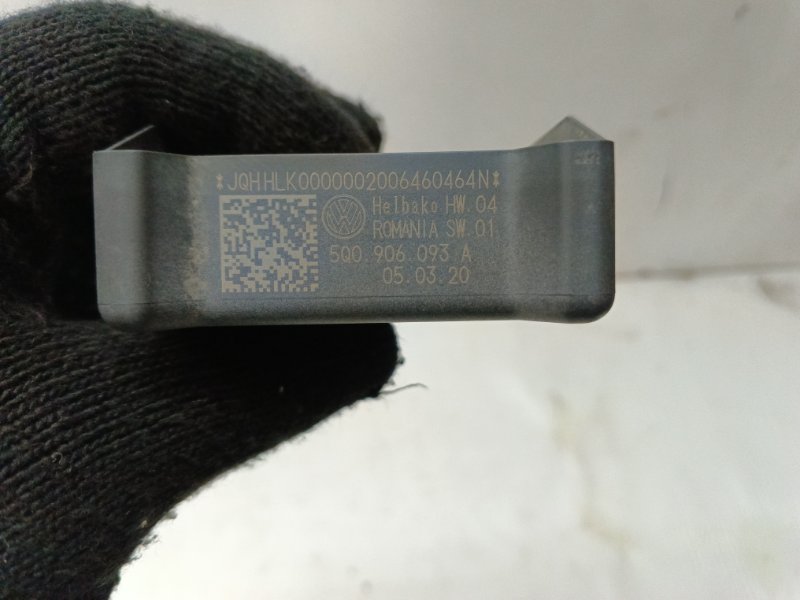 *JQHHLK0000002006460464N*
Helbako HW.04
ROMANIA SW.01
5Q0 906 093 A
05.03.20